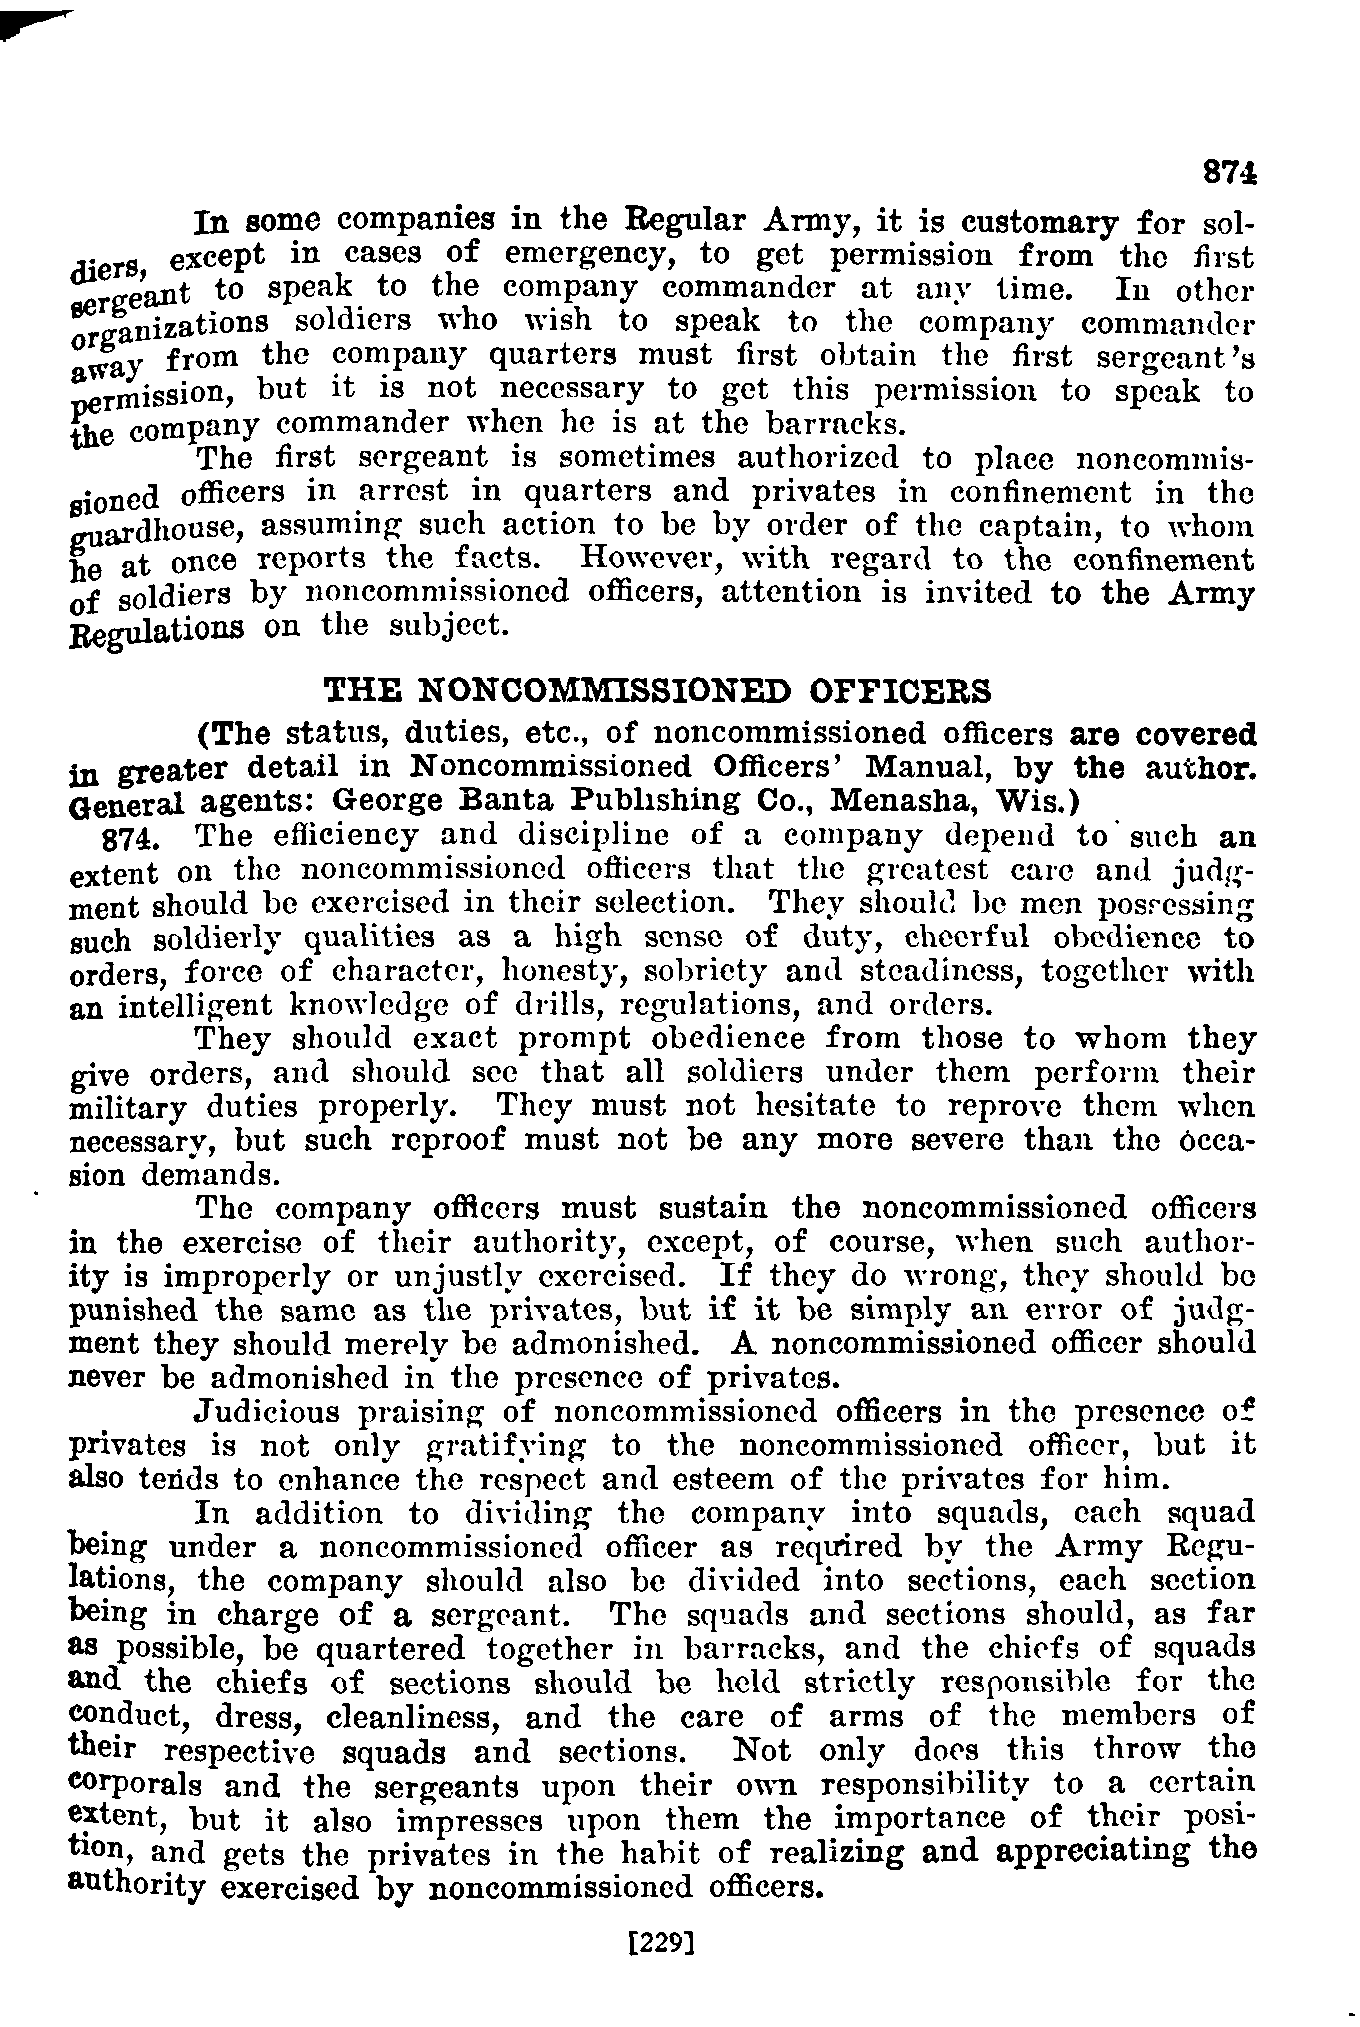 874
In some companies in the Regular Army, it is customary for sol-
diers, except in cases of emergency, to get permission from the first
sergeant to speak to the company commander at any time. In other
organizations soldiers who wish to speak to the company commander
away from the company quarters must first obtain the first sergeant's
permission, but it is not necessary to get this permission to speak to
the company commander when he is at the barracks.
The first sergeant is sometimes authorized to place noncommis-
sioned officers in arrest in quarters and privates in confinement in the
guardhouse, assuming such action to be by order of the captain, to whom
he at once reports the facts. However, with regard to the confinement
of soldiers by noncommissioned officers, attention is invited to the Army
Regulations on the subject.
THE NONCOMMISSIONED OFFICERS
(The status, duties, etc., of noncommissioned officers are covered
in greater detail in Noncommissioned Officers' Manual, by the author.
General agents: George Banta Publishing Co., Menasha, Wis.)
874. The efficiency and discipline of a company depend to such an
extent on the noncommissioned officers that the greatest care and judg-
ment should be exercised in their selection. They should be men possessing
such soldierly qualities as a high sense of duty, cheerful obedience to
orders, force of character, honesty, sobriety and steadiness, together with
an intelligent knowledge of drills, regulations, and orders.
They should exact prompt obedience from those to whom they
give orders, and should see that all soldiers under them perform their
military duties properly. They must not hesitate to reprove them when
necessary, but such reproof must not be any more severe than the occa-
sion demands.
The company officers must sustain the noncommissioned officers
in the exercise of their authority, except, of course, when such author-
ity is improperly or unjustly exercised. If they do wrong, they should be
punished the same as the privates, but if it be simply an error of judg-
ment they should merely be admonished. A noncommissioned officer should
never be admonished in the presence of privates.
Judicious praising of noncommissioned officers in the presence of
privates is not only gratifying to the noncommissioned officer, but it
also tends to enhance the respect and esteem of the privates for him.
In addition to dividing the company into squads, each squad
being under a noncommissioned officer as required by the Army Regu-
lations, the company should also be divided into sections, each section
being in charge of a sergeant. The squads and sections should, as far
as possible, be quartered together in barracks, and the chiefs of squads
and the chiefs of sections should be held strictly responsible for the
conduct, dress, cleanliness, and the care of arms of the members of
their respective squads and sections. Not only does this throw the
corporals and the sergeants upon their own responsibility to a certain
extent, but it also impresses upon them the importance of their posi-
tion, and gets the privates in the habit of realizing and appreciating the
authority exercised by noncommissioned officers.
[229]